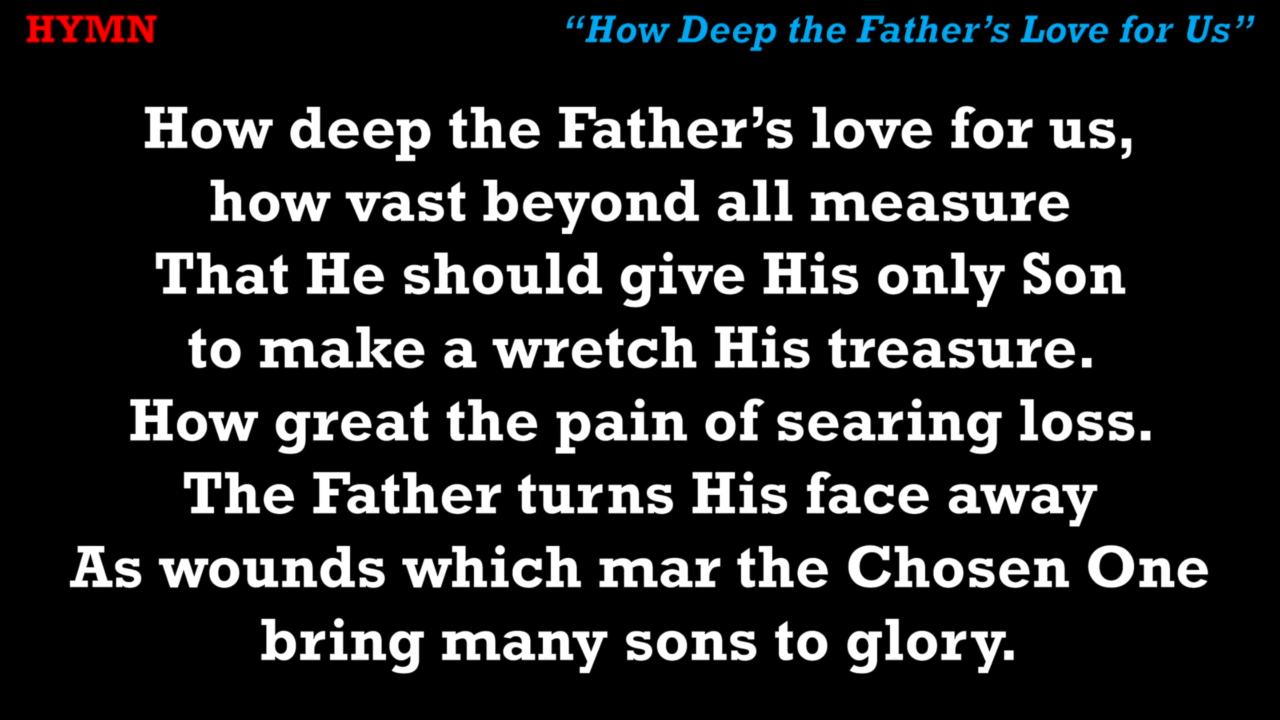 HYMN
“How Deep the Father’s Love for Us”
How deep the Father’s love for us,
how vast beyond all measure
That He should give His only Son
to make a wretch His treasure.
How great the pain of searing loss.
The Father turns His face away
As wounds which mar the Chosen One
bring many sons to glory.